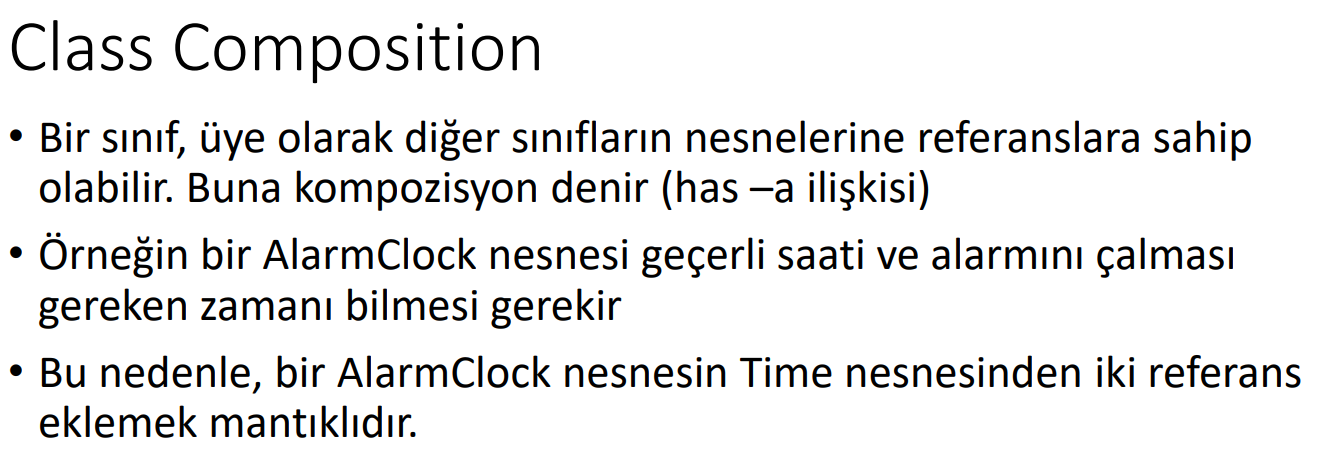 Class Composition
• Bir sınıf, üye olarak diğer sınıfların nesnelerine referanslara sahip
olabilir. Buna kompozisyon denir (has –a ilişkisi)
• Örneğin bir AlarmClock nesnesi geçerli saati ve alarmını çalması
gereken zamanı bilmesi gerekir
• Bu nedenle, bir AlarmClock nesnesin Time nesnesinden iki referans
eklemek mantıklıdır.